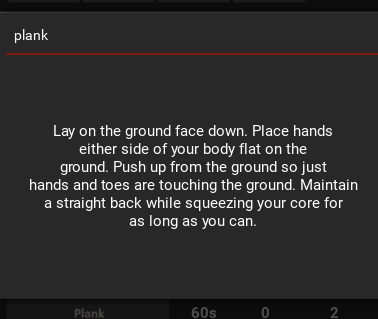 plank
Lay on the ground face down. Place hands
either side of your body flat on the
ground. Push up from the ground so just
hands and toes are touching the ground. Maintain
a straight back while squeezing your core for
as long as you can.
Plank 60s 0 2